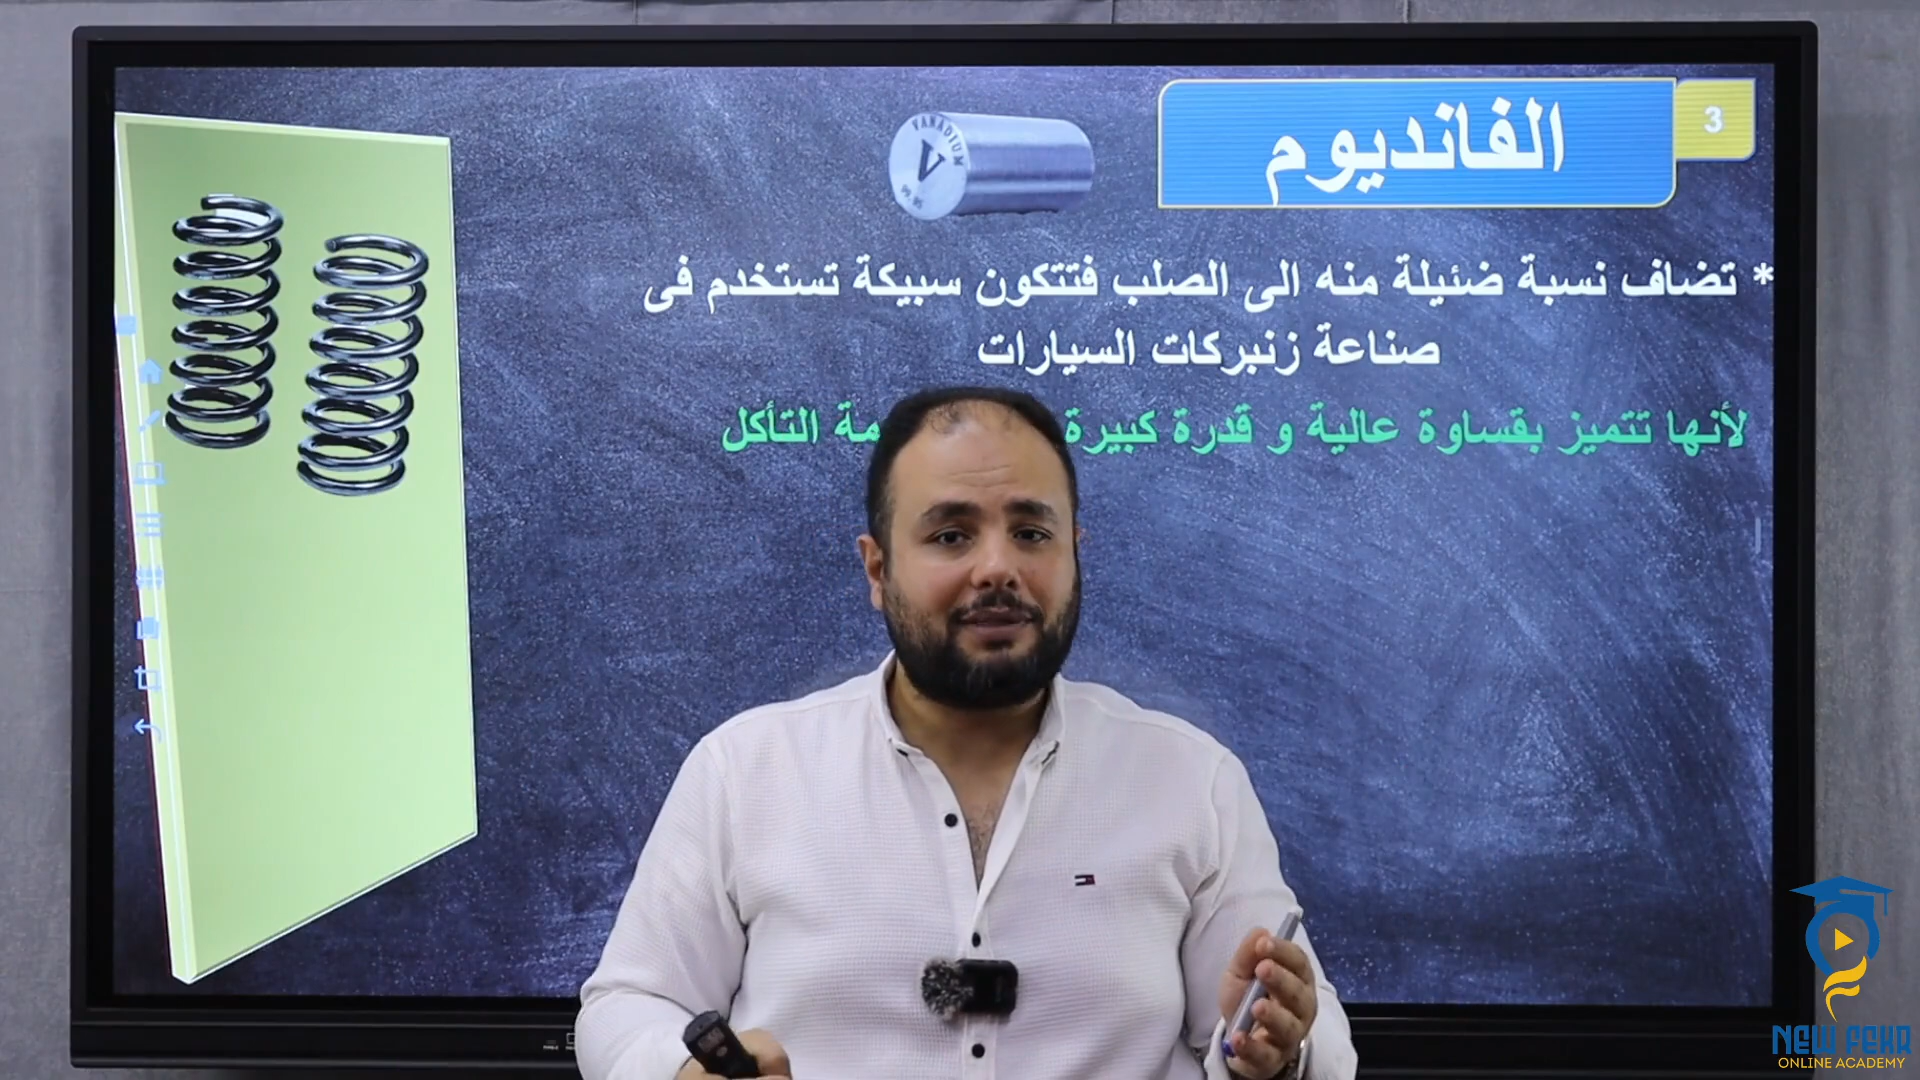 3
الفانديوم
VANADIUM
V
* تضاف نسبة ضئيلة منه الى الصلب فتتكون سبيكة تستخدم فى
صناعة زنبركات السيارات
لأنها تتميز بقساوة عالية و قدرة كبيرة مة التأكل
NEW FEKR
ONLINE ACADEMY